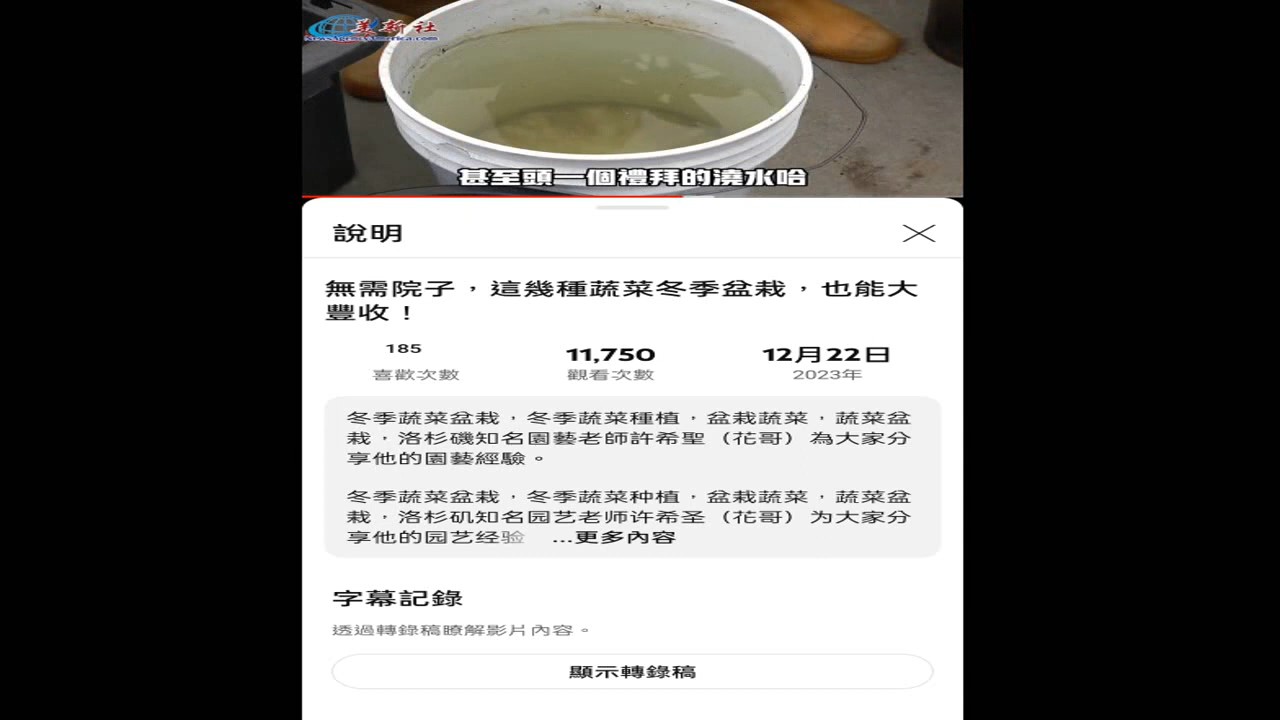 美新社
NewsAgencyAmerica.com
甚至頭一個禮拜的澆水哈
說明
無需院子，這幾種蔬菜冬季盆栽，也能大
豐收！
185
11,750
12月22日
喜歡次數
觀看次數
2023年
冬季蔬菜盆栽，冬季蔬菜種植，盆栽蔬菜，蔬菜盆
栽，洛杉磯知名園藝老師許希聖（花哥）為大家分
享他的園藝經驗。
冬季蔬菜盆栽，冬季蔬菜种植，盆栽蔬菜，蔬菜盆
栽，洛杉矶知名园艺老师许希圣（花哥）为大家分
享他的园艺经验 ...更多內容
字幕記錄
透過轉錄稿瞭解影片內容。
顯示轉錄稿